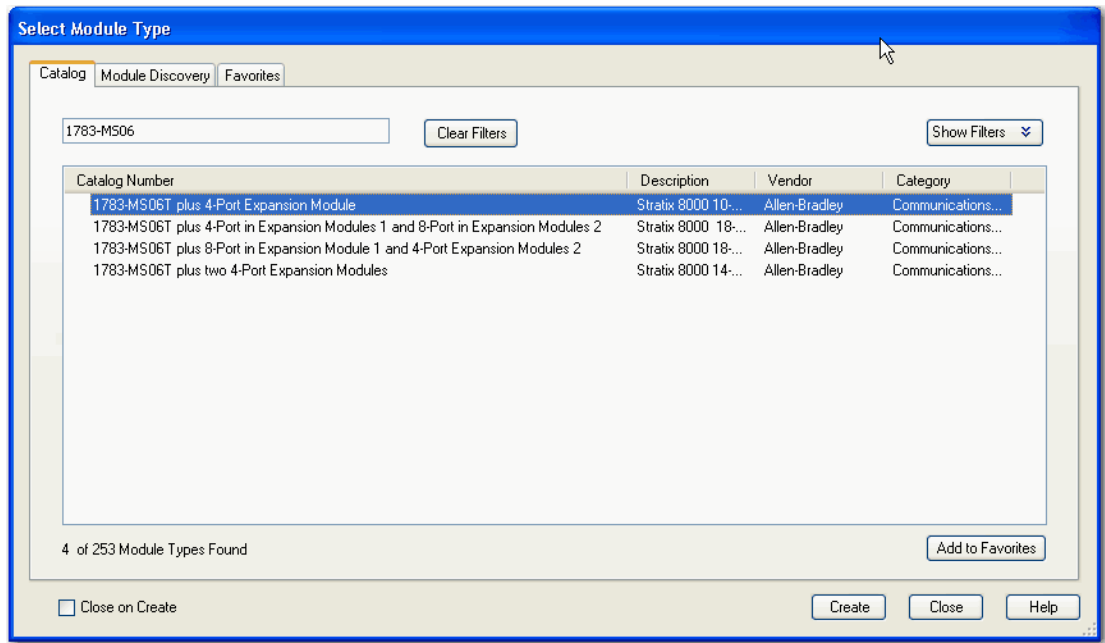 Select Module Type
Catalog Module Discovery Favorites
1783-MS06 Clear Filters Show Filters
Catalog Number Description Vendor Category
1783-MS06T plus 4-Port Expansion Module Stratix 8000 10-... Allen-Bradley Communications...
1783-MS06T plus 4-Port in Expansion Modules 1 and 8-Port in Expansion Modules 2 Stratix 8000 18-... Allen-Bradley Communications...
1783-MS06T plus 8-Port in Expansion Module 1 and 4-Port Expansion Modules 2 Stratix 8000 18-... Allen-Bradley Communications...
1783-MS06T plus two 4-Port Expansion Modules Stratix 8000 14-... Allen-Bradley Communications...
4 of 253 Module Types Found Add to Favorites
Close on Create Create Close Help